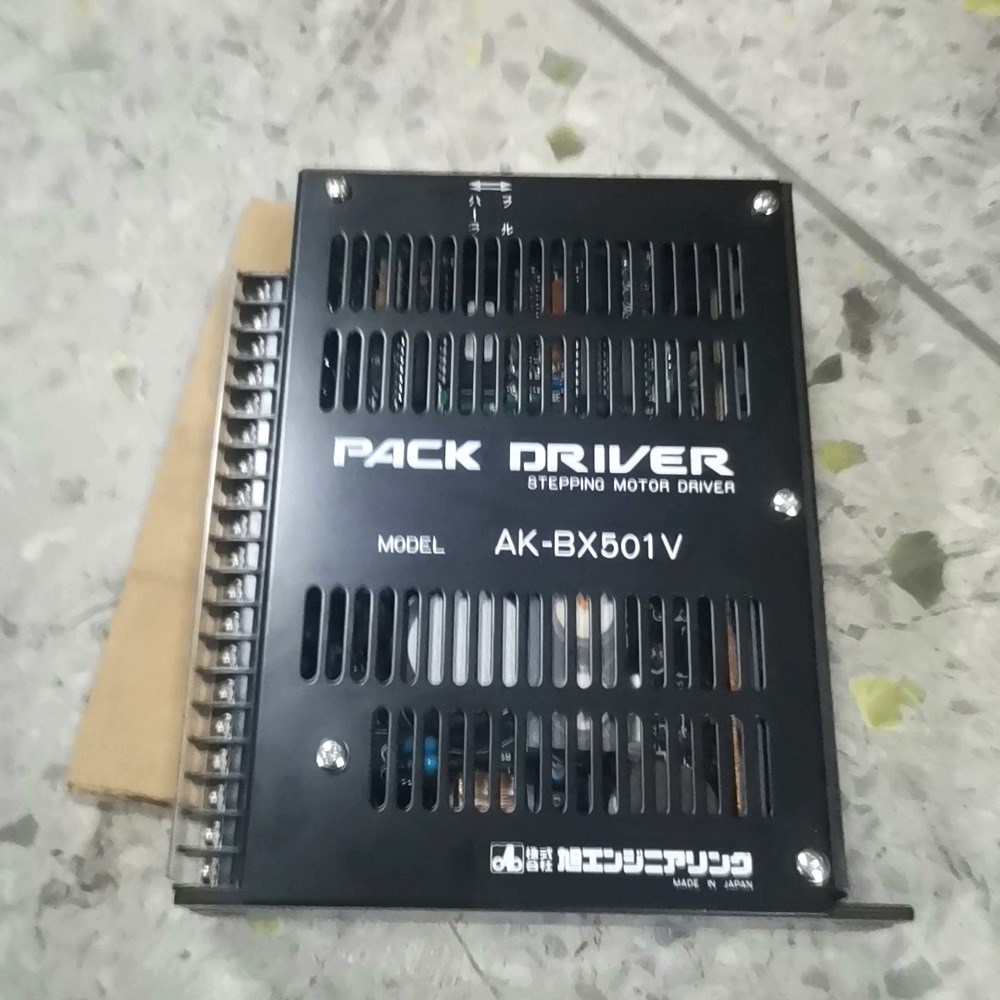 フル
ハーフ
PACK DRIVER
STEPPING MOTOR DRIVER
MODEL AK-BX501V
株式会社 旭エンジニアリング
MADE IN JAPAN